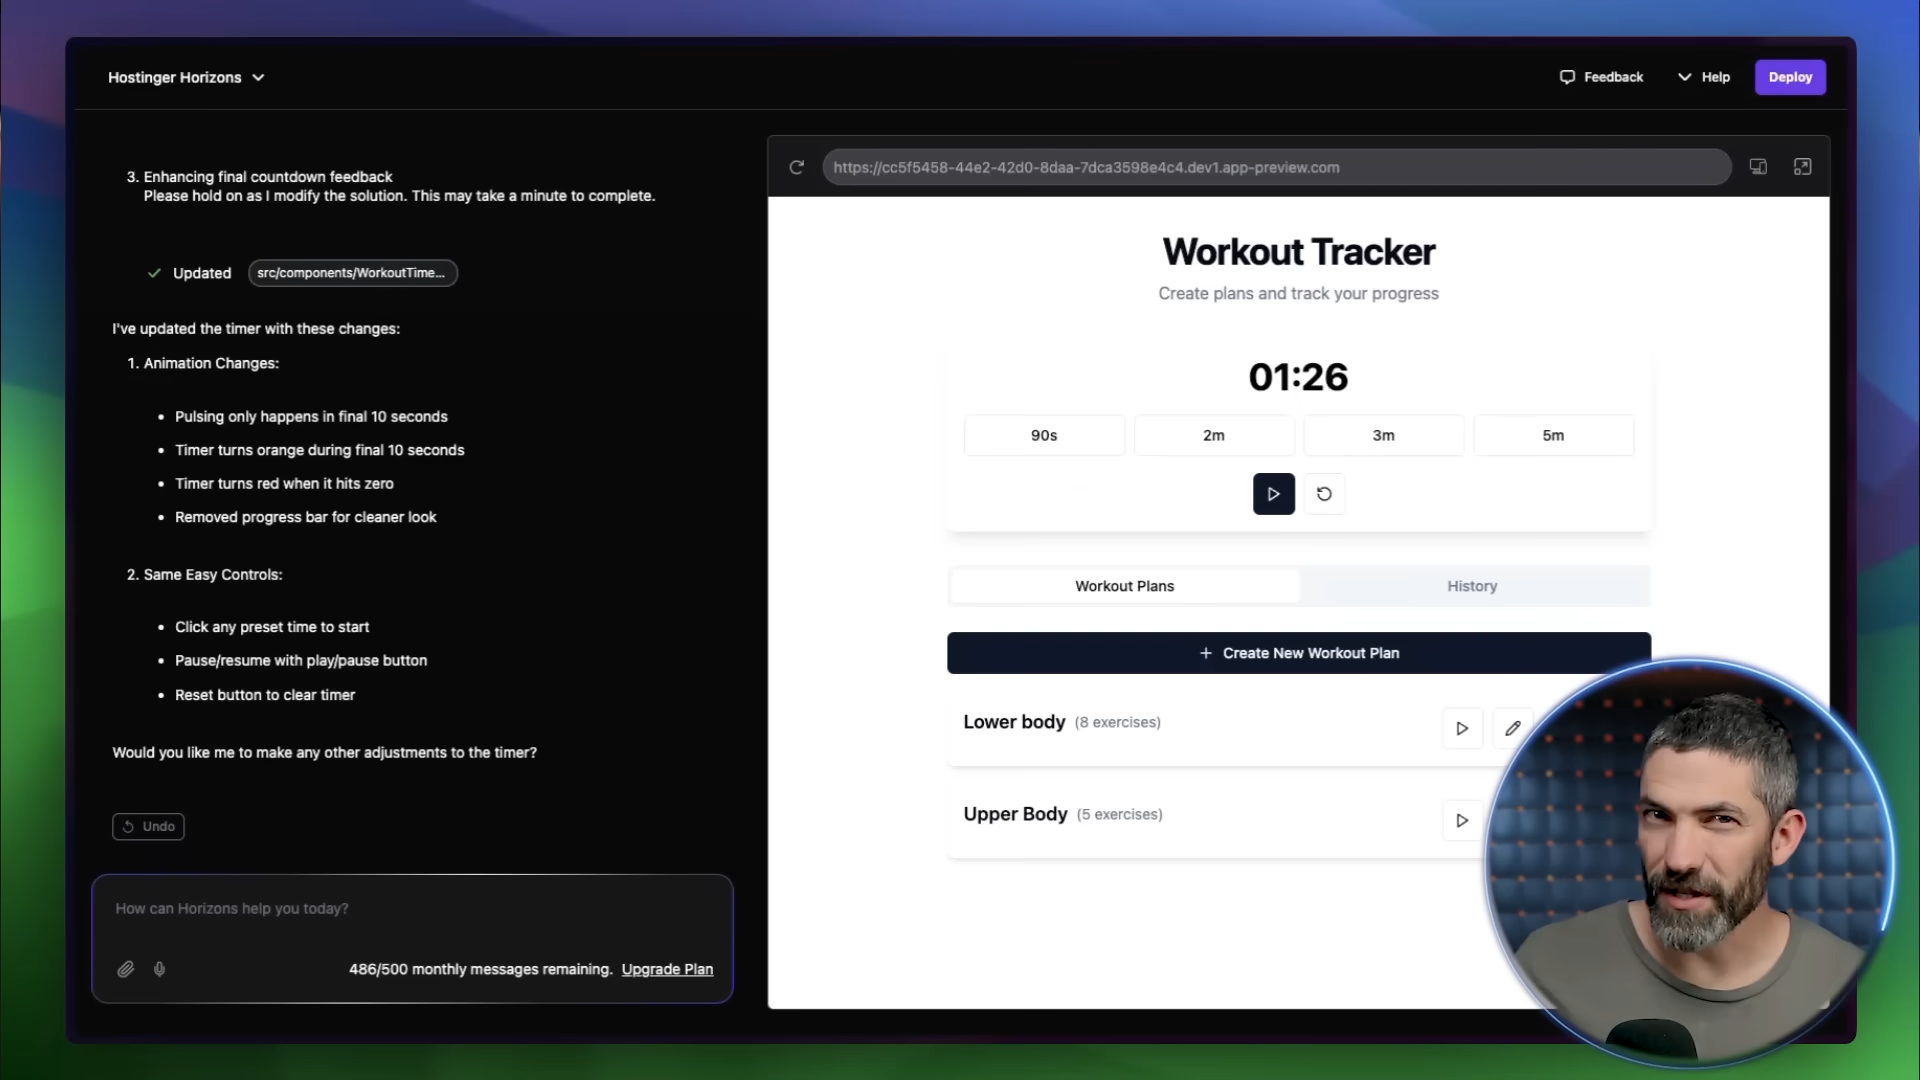 Hostinger Horizons
Feedback
Help
Deploy
3. Enhancing final countdown feedback
Please hold on as I modify the solution. This may take a minute to complete.
Updated
src/components/WorkoutTime...
I've updated the timer with these changes:
1. Animation Changes:
• Pulsing only happens in final 10 seconds
• Timer turns orange during final 10 seconds
• Timer turns red when it hits zero
• Removed progress bar for cleaner look
2. Same Easy Controls:
• Click any preset time to start
• Pause/resume with play/pause button
• Reset button to clear timer
Would you like me to make any other adjustments to the timer?
Undo
How can Horizons help you today?
486/500 monthly messages remaining. Upgrade Plan
https://cc5f5458-44e2-42d0-8daa-7dca3598e4c4.dev1.app-preview.com
Workout Tracker
Create plans and track your progress
01:26
90s
2m
3m
5m
Workout Plans
History
+ Create New Workout Plan
Lower body (8 exercises)
Upper Body (5 exercises)